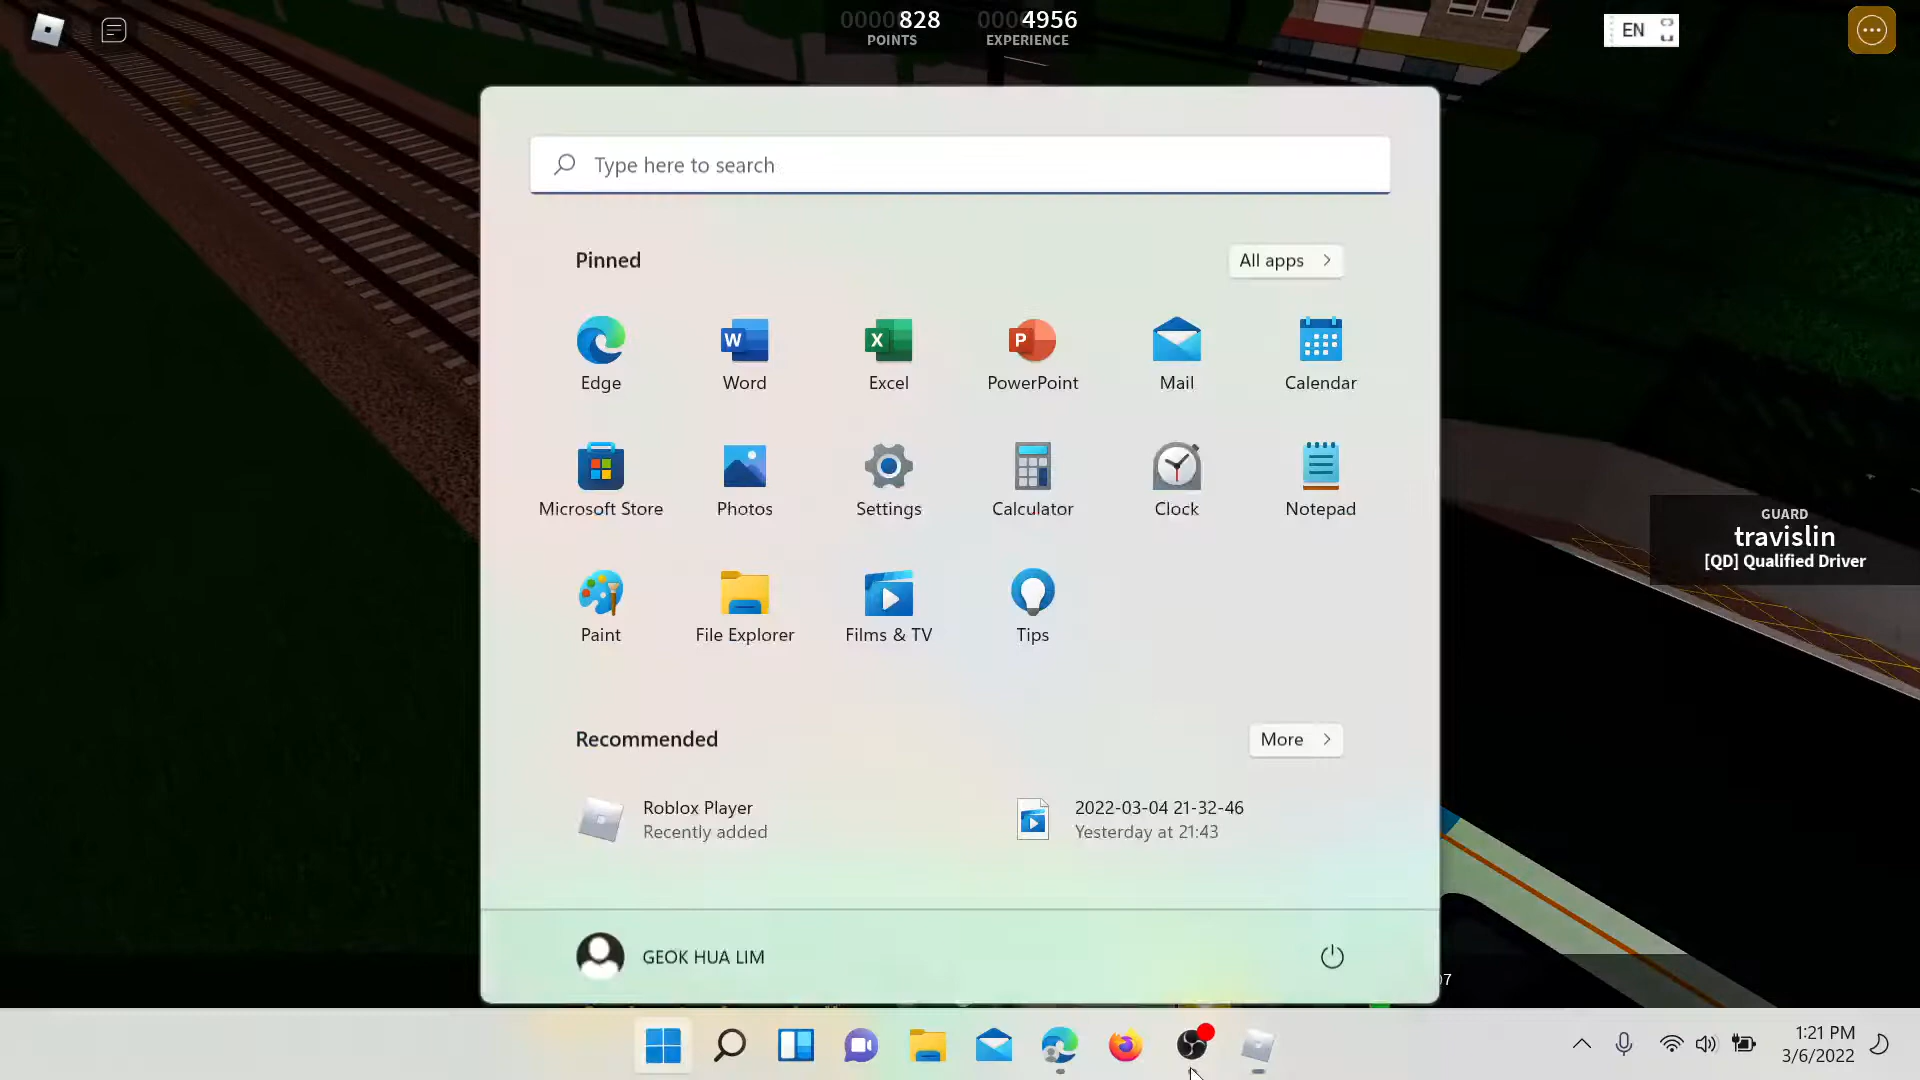 0000828
POINTS
0004956
EXPERIENCE
EN
Type here to search
Pinned
All apps
Edge
Word
Excel
PowerPoint
Mail
Calendar
Microsoft Store
Photos
Settings
Calculator
Clock
Notepad
Paint
File Explorer
Films & TV
Tips
GUARD
travislin
[QD] Qualified Driver
Recommended
More
Roblox Player
Recently added
2022-03-04 21-32-46
Yesterday at 21:43
GEOK HUA LIM
1:21 PM
3/6/2022